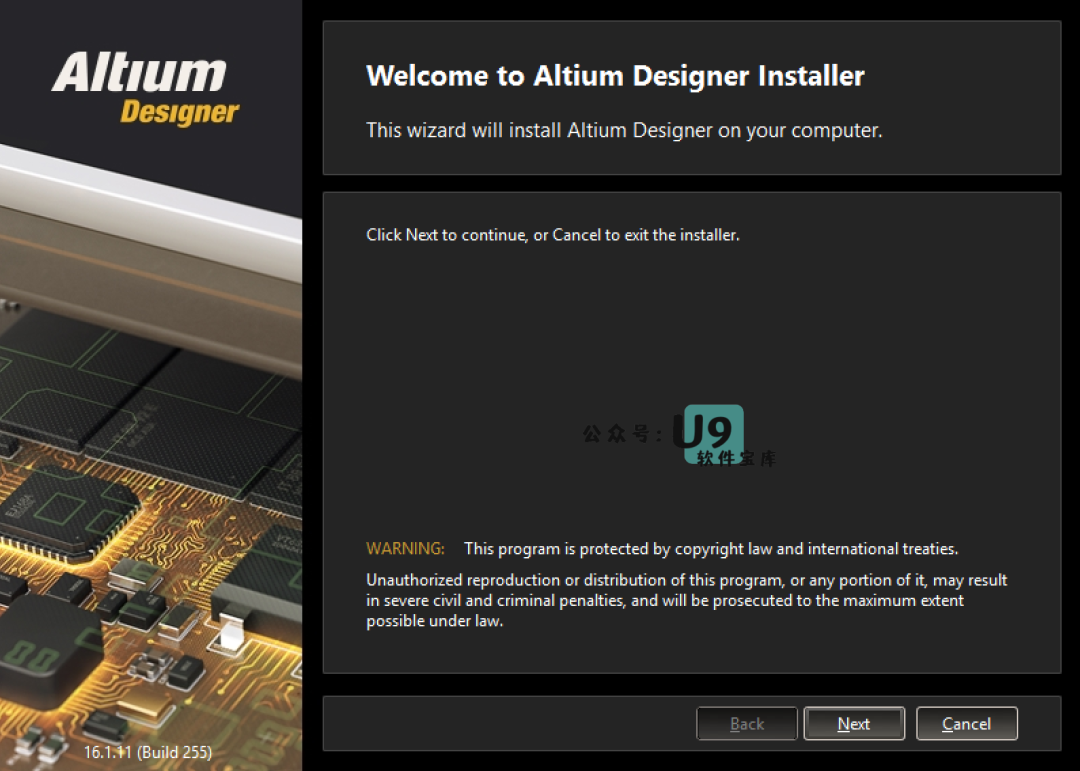 Altium
Designer
Welcome to Altium Designer Installer
This wizard will install Altium Designer on your computer.
Click Next to continue, or Cancel to exit the installer.
公众号:
U9
软件宝库
WARNING: This program is protected by copyright law and international treaties.
Unauthorized reproduction or distribution of this program, or any portion of it, may result
in severe civil and criminal penalties, and will be prosecuted to the maximum extent
possible under law.
16.1.11 (Build 255)
Back
Next
Cancel